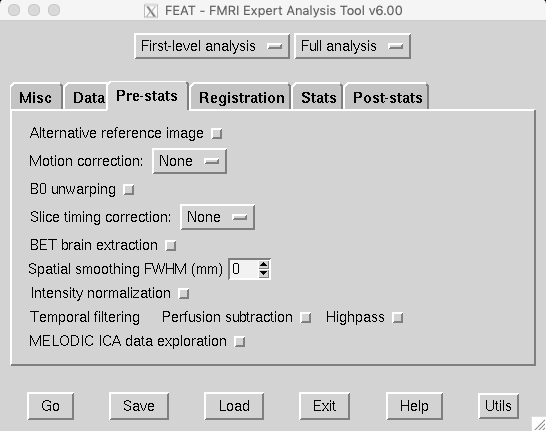 FEAT - FMRI Expert Analysis Tool v6.00
First-level analysis Full analysis
Misc Data Pre-stats Registration Stats Post-stats
Alternative reference image
Motion correction: None
B0 unwarping
Slice timing correction: None
BET brain extraction
Spatial smoothing FWHM (mm) 0
Intensity normalization
Temporal filtering Perfusion subtraction Highpass
MELODIC ICA data exploration
Go Save Load Exit Help Utils